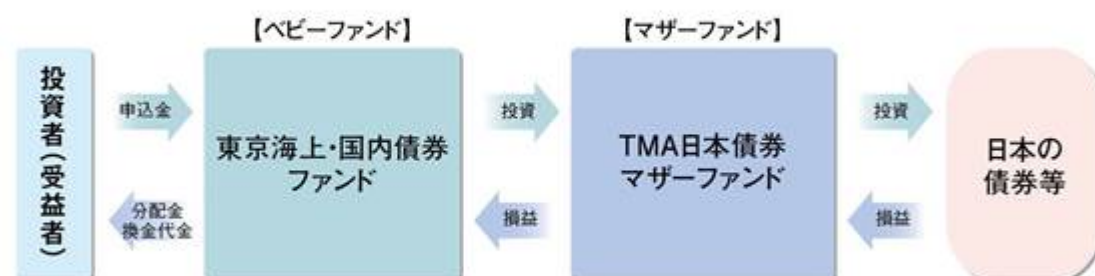 【ベビーファンド】
【マザーファンド】
投資者(受益者)
申込金
分配金
換金代金
東京海上・国内債券
ファンド
投資
損益
TMA日本債券
マザーファンド
投資
損益
日本の
債券等